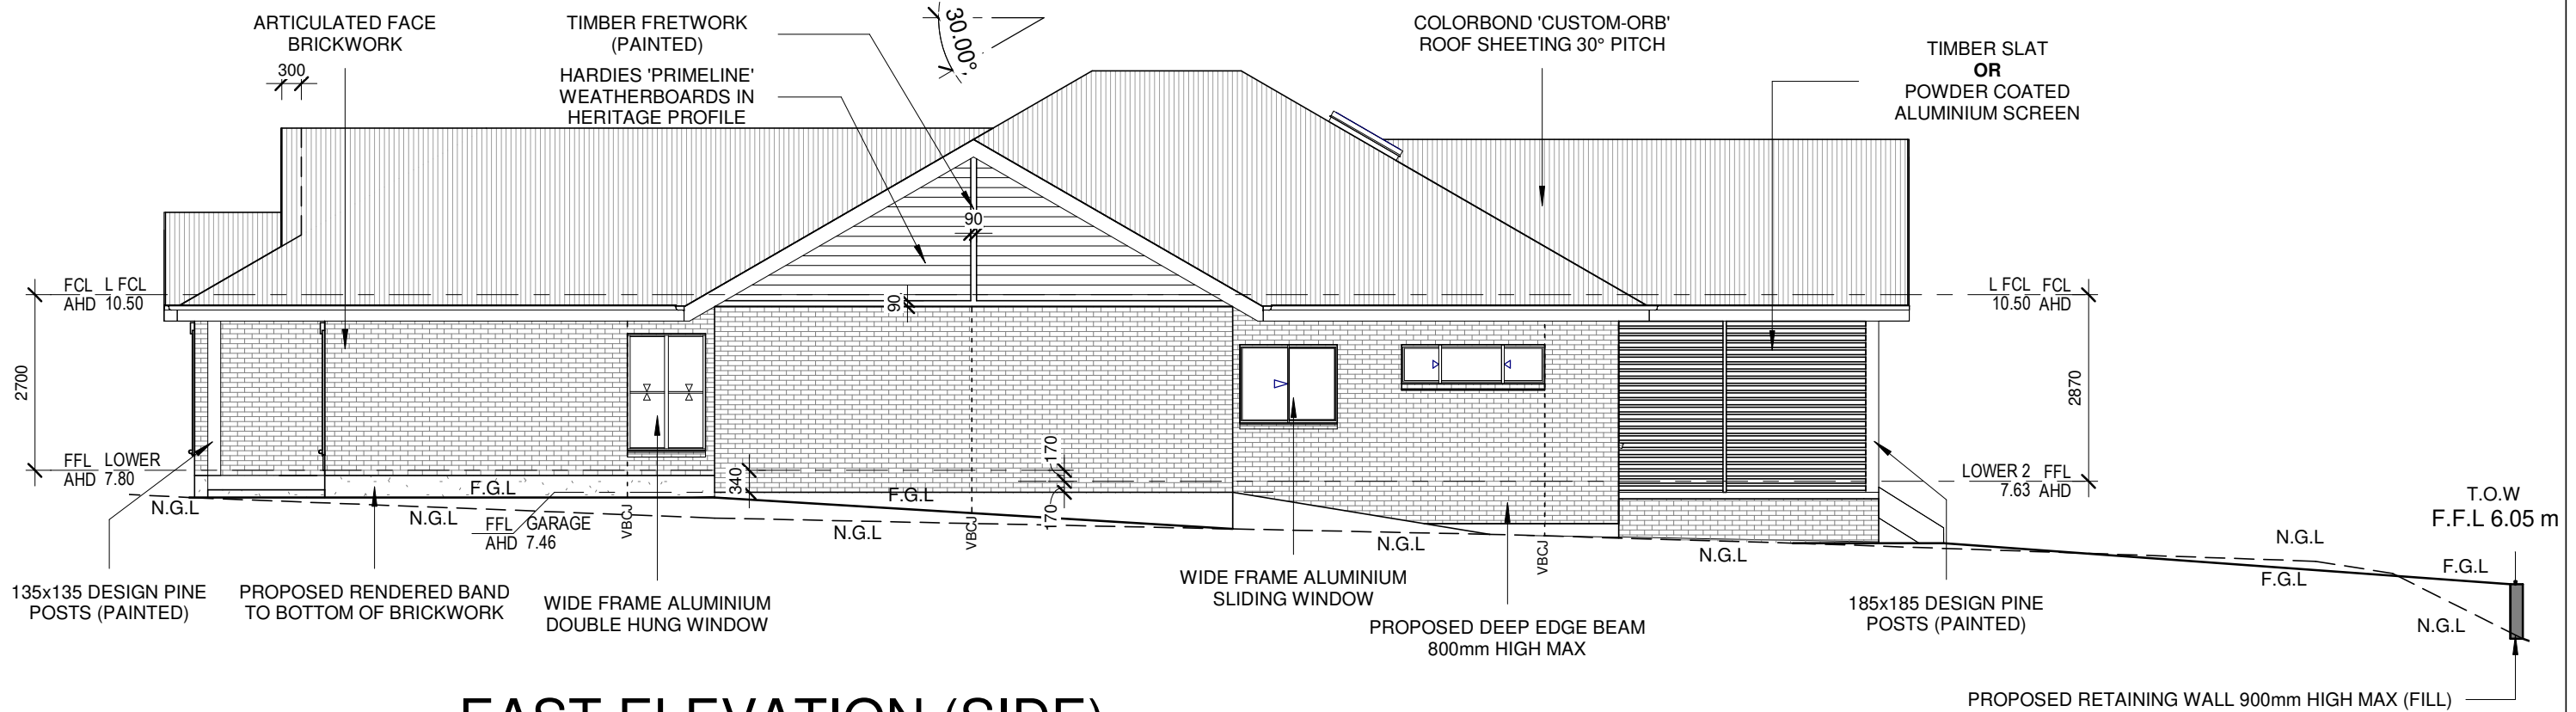 ARTICULATED FACE
BRICKWORK
300
TIMBER FRETWORK
(PAINTED)
HARDIES 'PRIMELINE'
WEATHERBOARDS IN
HERITAGE PROFILE
30.00°
COLORBOND 'CUSTOM-ORB'
ROOF SHEETING 30° PITCH
TIMBER SLAT
OR
POWDER COATED
ALUMINIUM SCREEN
90
90
FCL L FCL
AHD 10.50
L FCL FCL
10.50 AHD
2700
2870
FFL LOWER
AHD 7.80
LOWER 2 FFL
7.63 AHD
340
170
170
F.G.L
F.G.L
N.G.L
N.G.L
FFL GARAGE
AHD 7.46
VBCJ
N.G.L
VBCJ
N.G.L
VBCJ
N.G.L
N.G.L
F.G.L
F.G.L
N.G.L
T.O.W
F.F.L 6.05 m
135x135 DESIGN PINE
POSTS (PAINTED)
PROPOSED RENDERED BAND
TO BOTTOM OF BRICKWORK
WIDE FRAME ALUMINIUM
DOUBLE HUNG WINDOW
WIDE FRAME ALUMINIUM
SLIDING WINDOW
PROPOSED DEEP EDGE BEAM
800mm HIGH MAX
185x185 DESIGN PINE
POSTS (PAINTED)
PROPOSED RETAINING WALL 900mm HIGH MAX (FILL)
EAST ELEVATION (SIDE)